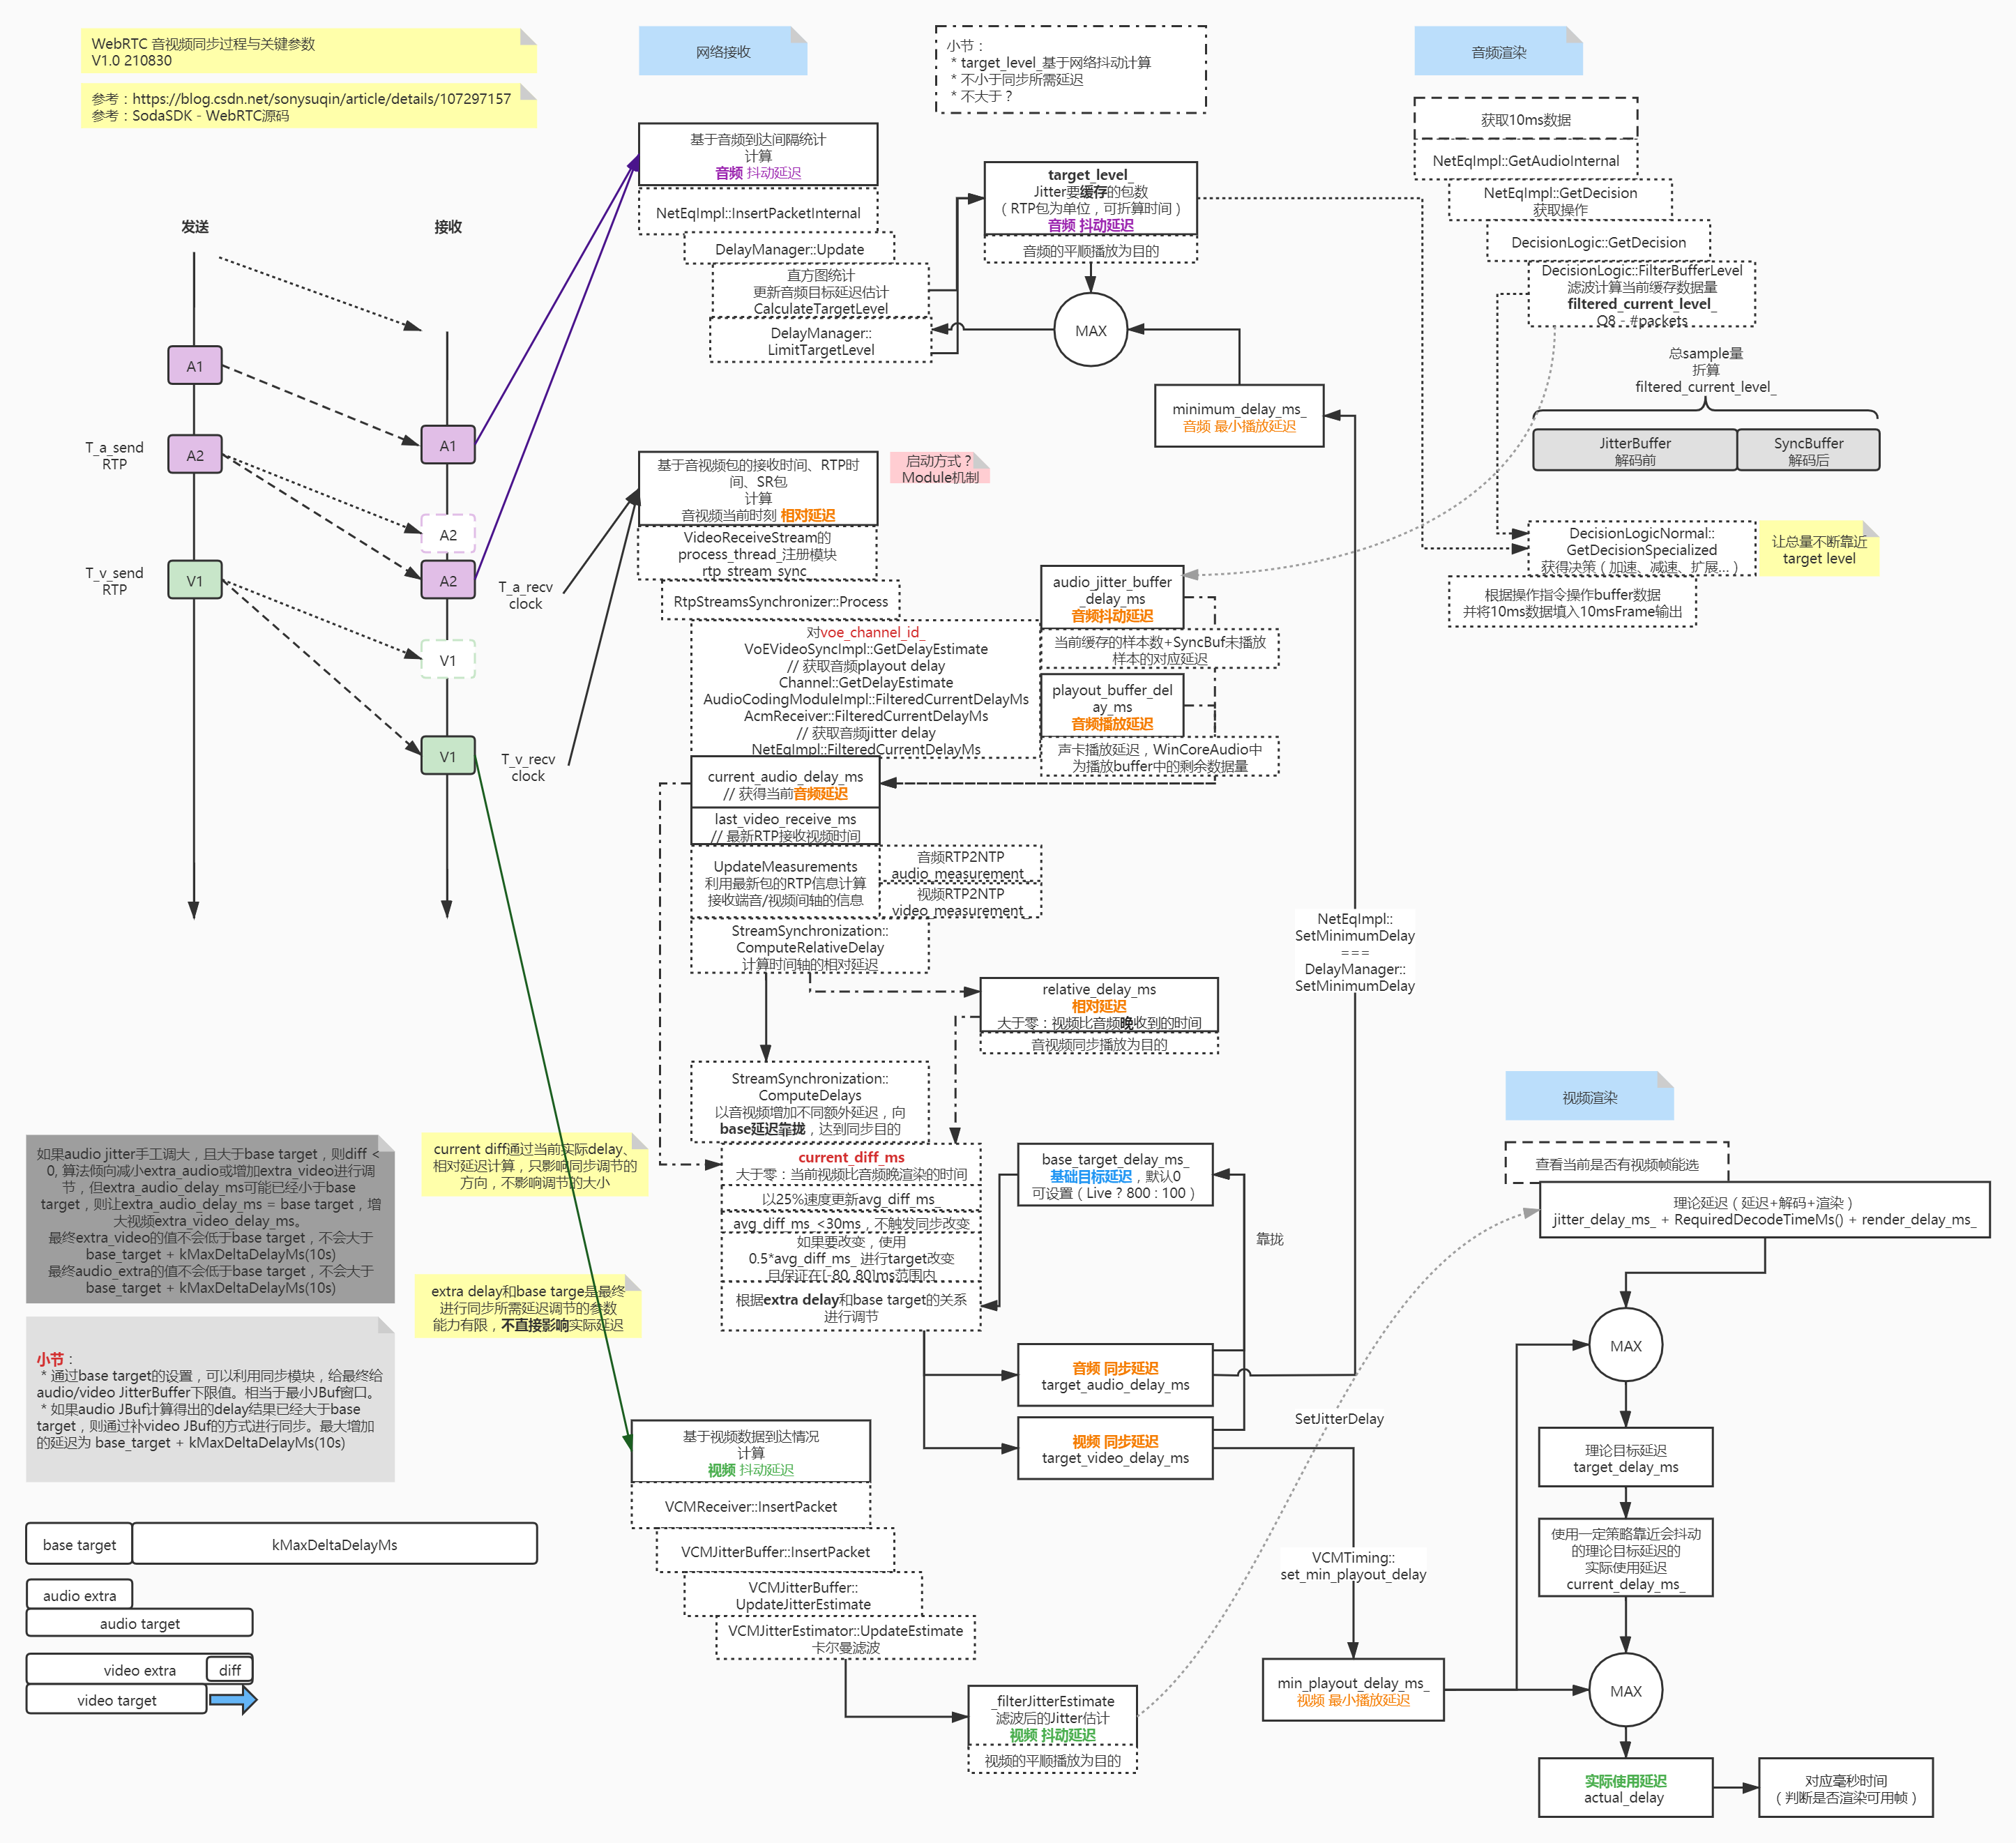 WebRTC 音视频同步过程与关键参数
V1.0 210830
参考：https://blog.csdn.net/sonysuqin/article/details/107297157
参考：SodaSDK - WebRTC源码
发送
接收
A1
A2
V1
T_a_send
RTP
T_v_send
RTP
A1
A2
A2
V1
V1
T_a_recv
clock
T_v_recv
clock
网络接收
小节：
* target_level_基于网络抖动计算
* 不小于同步所需延迟
* 不大于？
基于音频到达间隔统计
计算
音频 抖动延迟
NetEqImpl::InsertPacketInternal
DelayManager::Update
直方图统计
更新音频目标延迟估计
CalculateTargetLevel
DelayManager::
LimitTargetLevel
target_level_
Jitter要缓存的包数
（RTP包为单位，可折算时间）
音频 抖动延迟
音频的平顺播放为目的
MAX
minimum_delay_ms_
音频 最小播放延迟
音频渲染
获取10ms数据
NetEqImpl::GetAudioInternal
NetEqImpl::GetDecision
获取操作
DecisionLogic::GetDecision
DecisionLogic::FilterBufferLevel
滤波计算当前缓存数据量
filtered_current_level_
Q8 - #packets
总sample量
折算
filtered_current_level_
JitterBuffer
解码前
SyncBuffer
解码后
DecisionLogicNormal::
GetDecisionSpecialized
获得决策（加速、减速、扩展...）
让总量不断靠近
target level
根据操作指令操作buffer数据
并将10ms数据填入10msFrame输出
基于音视频包的接收时间、RTP时
间、SR包
计算
音视频当前时刻 相对延迟
启动方式？
Module机制
VideoReceiveStream的
process_thread_注册模块
rtp_stream_sync_
RtpStreamsSynchronizer::Process
对voe_channel_id_
VoEVideoSyncImpl::GetDelayEstimate
// 获取音频playout delay
Channel::GetDelayEstimate
AudioCodingModuleImpl::FilteredCurrentDelayMs
AcmReceiver::FilteredCurrentDelayMs
// 获取音频jitter delay
NetEqImpl::FilteredCurrentDelayMs
audio_jitter_buffer
_delay_ms
音频抖动延迟
当前缓存的样本数+SyncBuf未播放
样本的对应延迟
playout_buffer_del
ay_ms
音频播放延迟
声卡播放延迟，WinCoreAudio中
为播放buffer中的剩余数据量
current_audio_delay_ms
// 获得当前音频延迟
last_video_receive_ms
// 最新RTP接收视频时间
UpdateMeasurements
利用最新包的RTP信息计算
接收端音/视频间轴的信息
音频RTP2NTP
audio_measurement_
视频RTP2NTP
video_measurement_
StreamSynchronization::
ComputeRelativeDelay
计算时间轴的相对延迟
relative_delay_ms
相对延迟
大于零：视频比音频晚收到的时间
音视频同步播放为目的
NetEqImpl::
SetMinimumDelay
===
DelayManager::
SetMinimumDelay
StreamSynchronization::
ComputeDelays
以音视频增加不同额外延迟，向
base延迟靠拢，达到同步目的
current_diff_ms
大于零：当前视频比音频晚渲染的时间
以25%速度更新avg_diff_ms_
avg_diff_ms_<30ms，不触发同步改变
如果要改变，使用
0.5*avg_diff_ms_ 进行target改变
且保证在[-80, 80]ms范围内
根据extra delay和base target的关系
进行调节
base_target_delay_ms_
基础目标延迟，默认0
可设置（Live ? 800 : 100）
靠拢
音频 同步延迟
target_audio_delay_ms
视频 同步延迟
target_video_delay_ms
如果audio jitter手工调大，且大于base target，则diff <
0, 算法倾向减小extra_audio或增加extra_video进行调
节，但extra_audio_delay_ms可能已经小于base
target，则让extra_audio_delay_ms = base target，增
大视频extra_video_delay_ms。
最终extra_video的值不会低于base target，不会大于
base_target + kMaxDeltaDelayMs(10s)
最终audio_extra的值不会低于base target，不会大于
base_target + kMaxDeltaDelayMs(10s)
current diff通过当前实际delay、
相对延迟计算，只影响同步调节的
方向，不影响调节的大小
extra delay和base targe是最终
进行同步所需延迟调节的参数
能力有限，不直接影响实际延迟
小节：
* 通过base target的设置，可以利用同步模块，给最终给
audio/video JitterBuffer下限值。相当于最小JBuf窗口。
* 如果audio JBuf计算得出的delay结果已经大于base
target，则通过补video JBuf的方式进行同步。最大增加
的延迟为 base_target + kMaxDeltaDelayMs(10s)
base target
kMaxDeltaDelayMs
audio extra
audio target
video extra
diff
video target
基于视频数据到达情况
计算
视频 抖动延迟
VCMReceiver::InsertPacket
VCMJitterBuffer::InsertPacket
VCMJitterBuffer::
UpdateJitterEstimate
VCMJitterEstimator::UpdateEstimate
卡尔曼滤波
_filterJitterEstimate
滤波后的Jitter估计
视频 抖动延迟
视频的平顺播放为目的
SetJitterDelay
VCMTiming::
set_min_playout_delay
min_playout_delay_ms_
视频 最小播放延迟
视频渲染
查看当前是否有视频帧能选
理论延迟（延迟+解码+渲染）
jitter_delay_ms_ + RequiredDecodeTimeMs() + render_delay_ms_
MAX
理论目标延迟
target_delay_ms
使用一定策略靠近会抖动
的理论目标延迟的
实际使用延迟
current_delay_ms_
MAX
实际使用延迟
actual_delay
对应毫秒时间
（判断是否渲染可用帧）